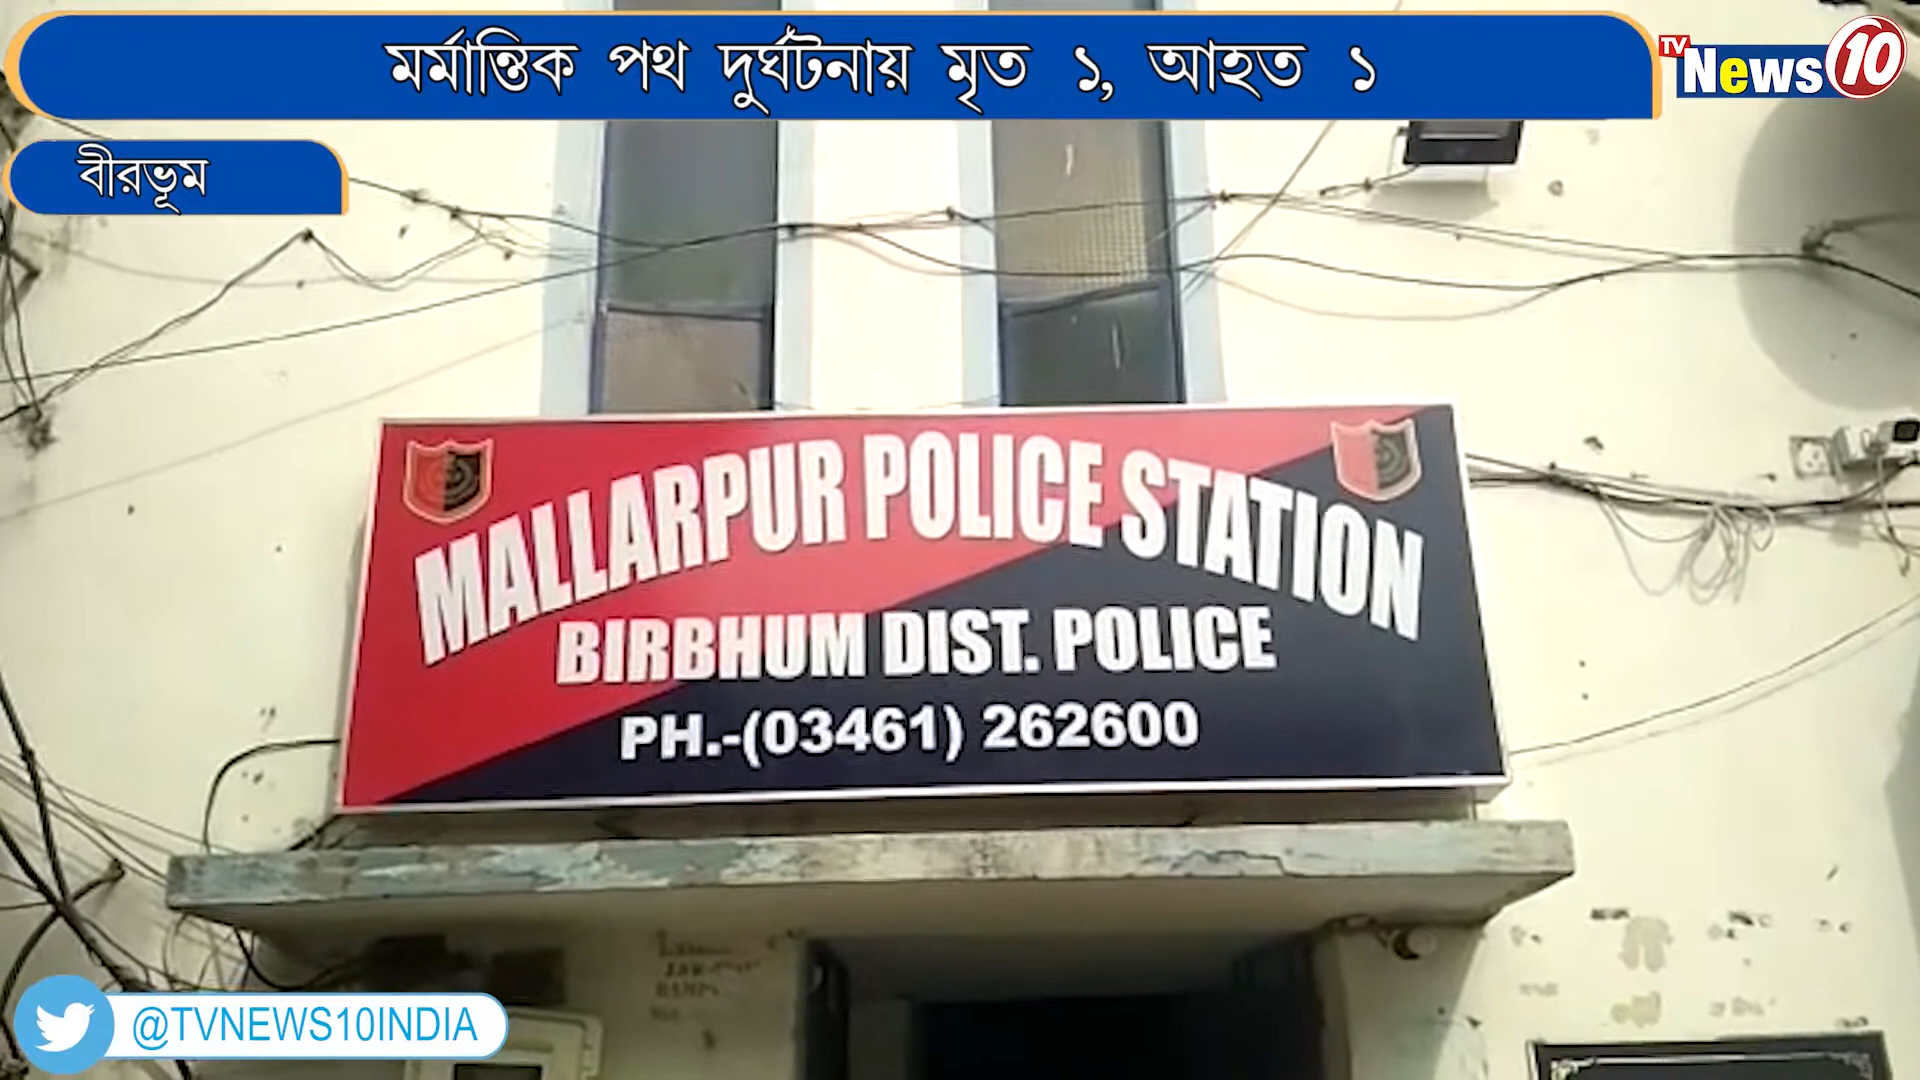 মর্মান্তিক পথ দুর্ঘটনায় মৃত ১, আহত ১
TV News 10
বীরভূম
MALLARPUR POLICE STATION
BIRBHUM DIST. POLICE
PH.-(03461) 262600
@TVNEWS10INDIA